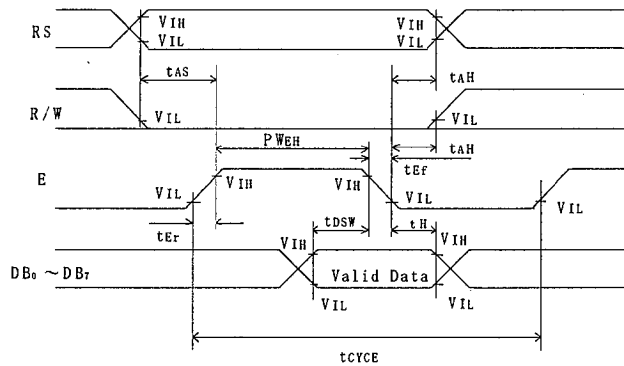 RS
VIH
VIL
VIH
VIL
tAS
tAH
R/W
VIL
VIL
tAH
PWEH
tEf
E
VIL
VIH
VIH
VIL
VIL
tEr
tDSW
tH
DB0 ~DB7
VIH
Valid Data
VIH
VIL
VIL
tCYCE